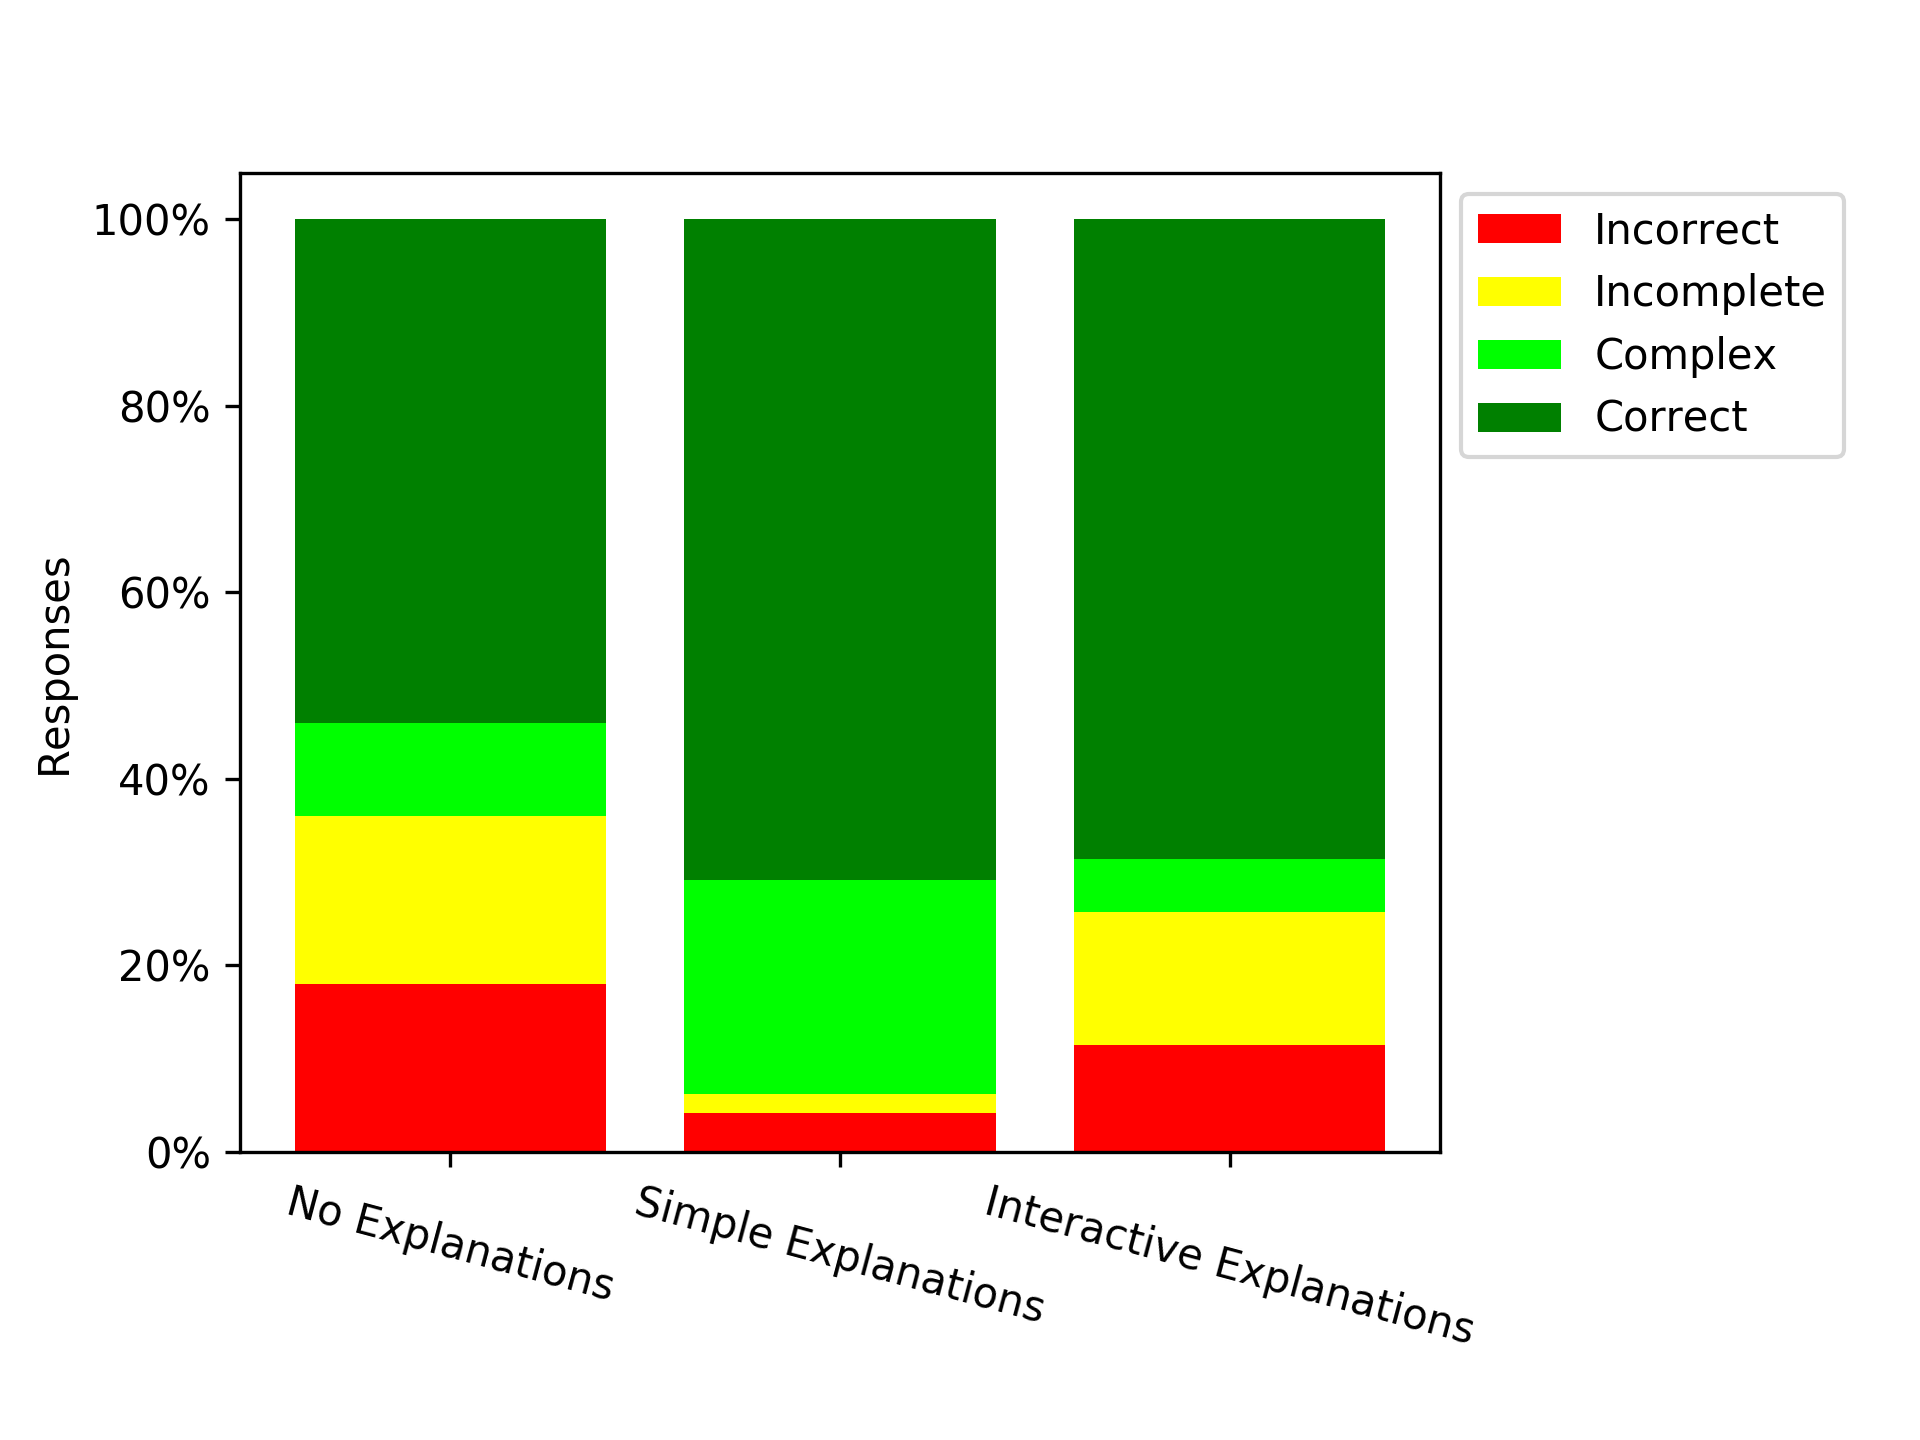 100%
80%
60%
40%
20%
0%
Responses
No Explanations
Simple Explanations
Interactive Explanations
Incorrect
Incomplete
Complex
Correct